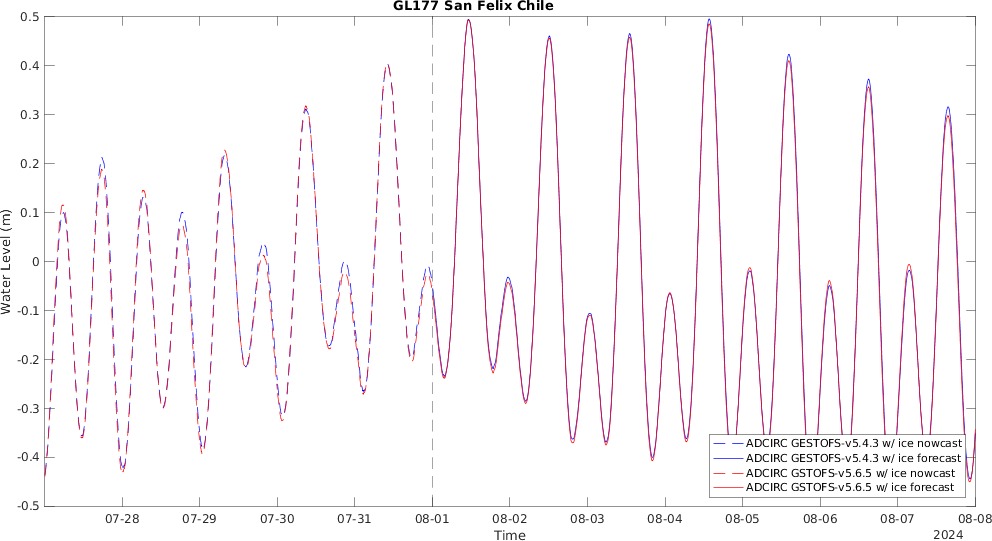 GL177 San Felix Chile
0.5
0.4
0.3
0.2
0.1
0
-0.1
-0.2
-0.3
-0.4
-0.5
Water Level (m)
ADCIRC GESTOFS-v5.4.3 w/ ice nowcast
ADCIRC GESTOFS-v5.4.3 w/ ice forecast
ADCIRC GSTOFS-v5.6.5 w/ ice nowcast
ADCIRC GSTOFS-v5.6.5 w/ ice forecast
07-28 07-29 07-30 07-31 08-01 08-02 08-03 08-04 08-05 08-06 08-07 08-08
Time
2024